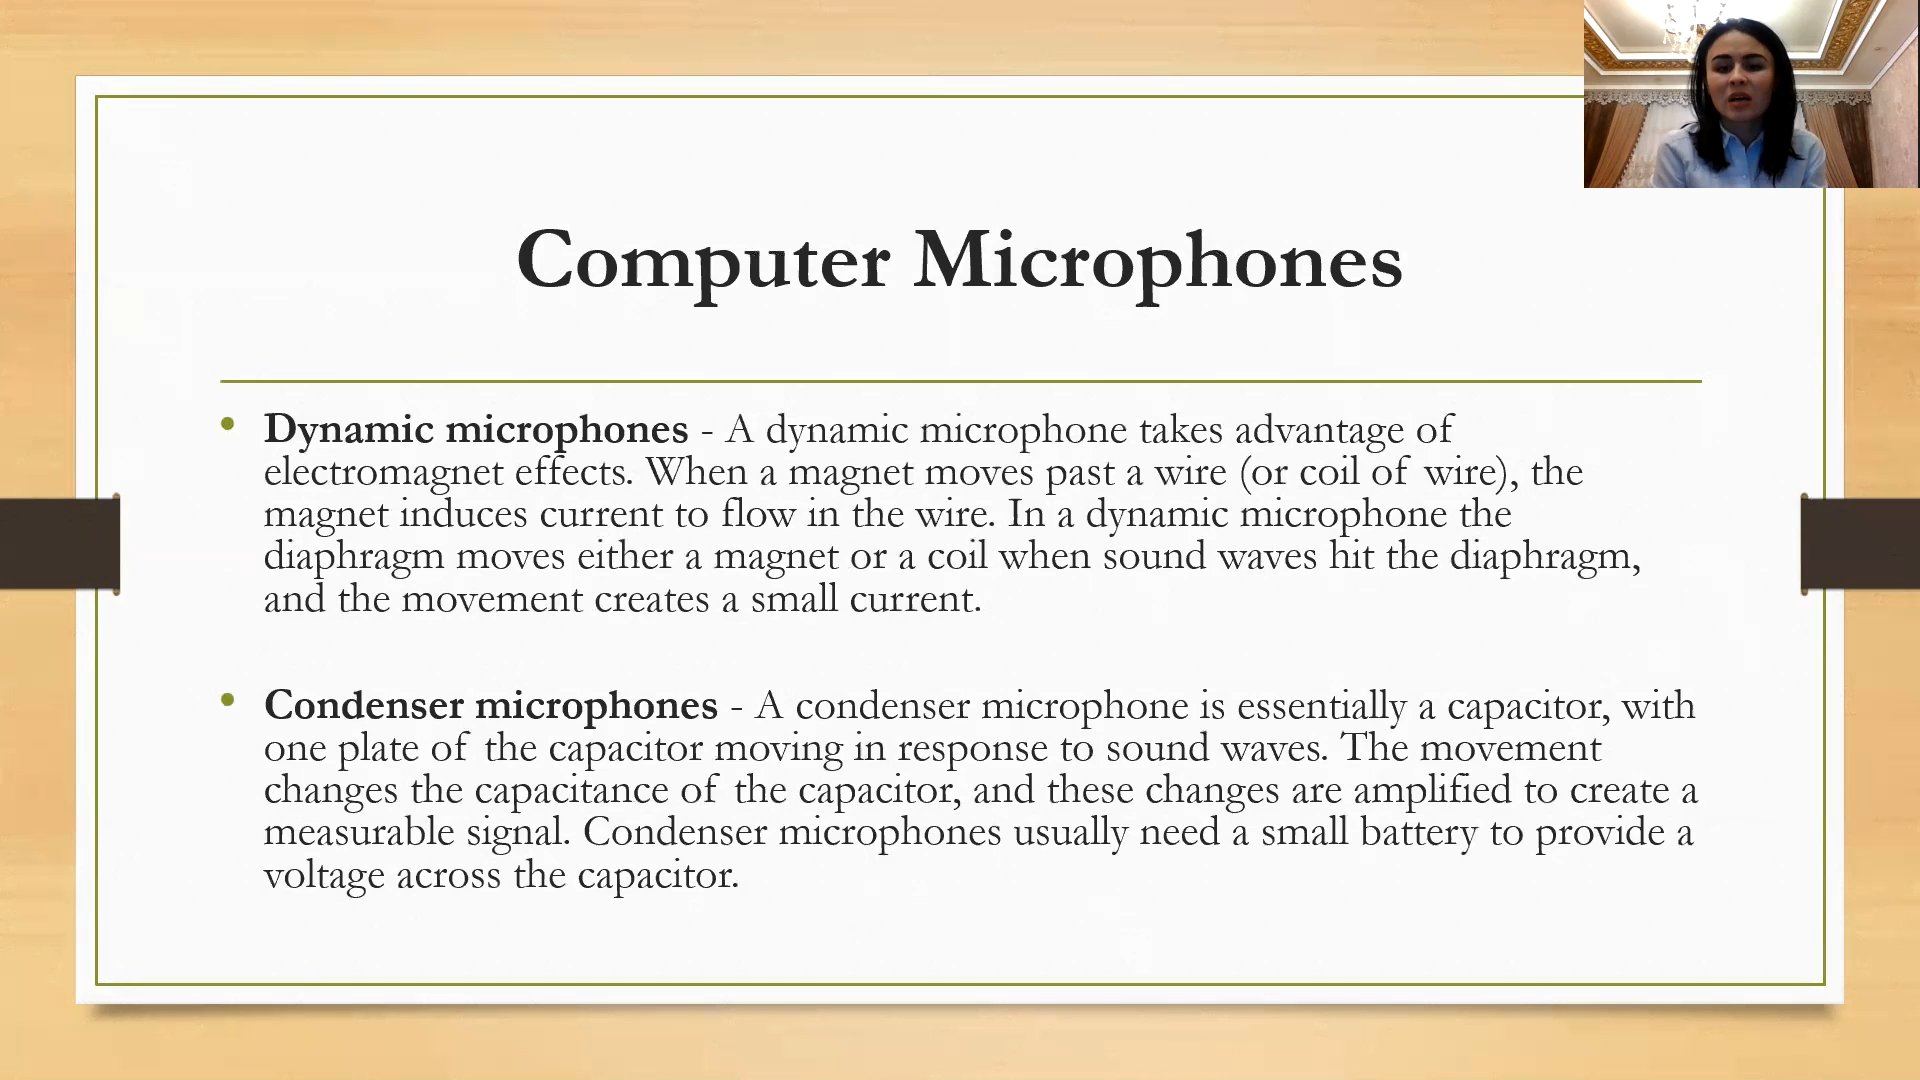 Computer Microphones
• Dynamic microphones - A dynamic microphone takes advantage of
electromagnet effects. When a magnet moves past a wire (or coil of wire), the
magnet induces current to flow in the wire. In a dynamic microphone the
diaphragm moves either a magnet or a coil when sound waves hit the diaphragm,
and the movement creates a small current.
• Condenser microphones - A condenser microphone is essentially a capacitor, with
one plate of the capacitor moving in response to sound waves. The movement
changes the capacitance of the capacitor, and these changes are amplified to create a
measurable signal. Condenser microphones usually need a small battery to provide a
voltage across the capacitor.